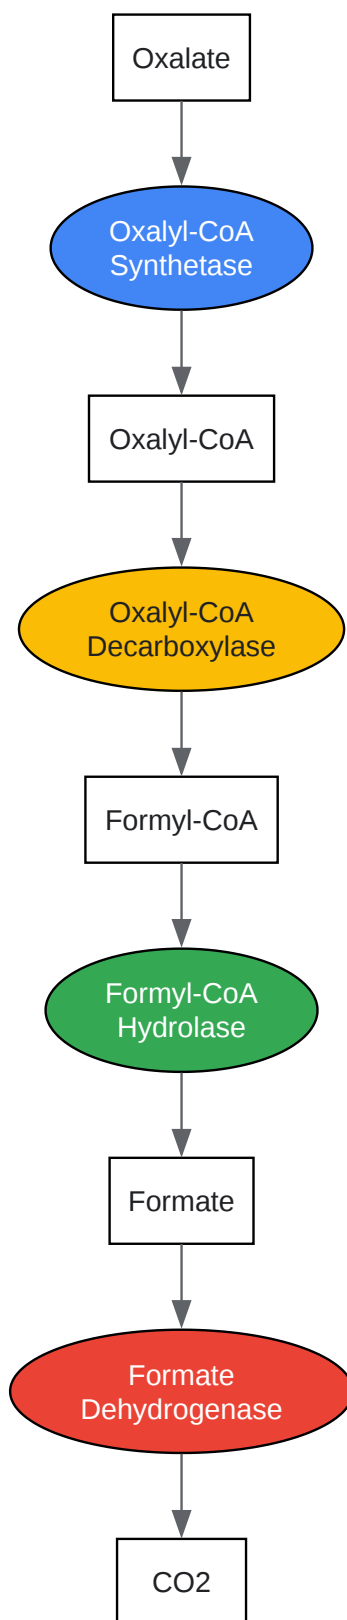 Oxalate
Oxalyl-CoA
Synthetase
Oxalyl-CoA
Oxalyl-CoA
Decarboxylase
Formyl-CoA
Formyl-CoA
Hydrolase
Formate
Formate
Dehydrogenase
CO2